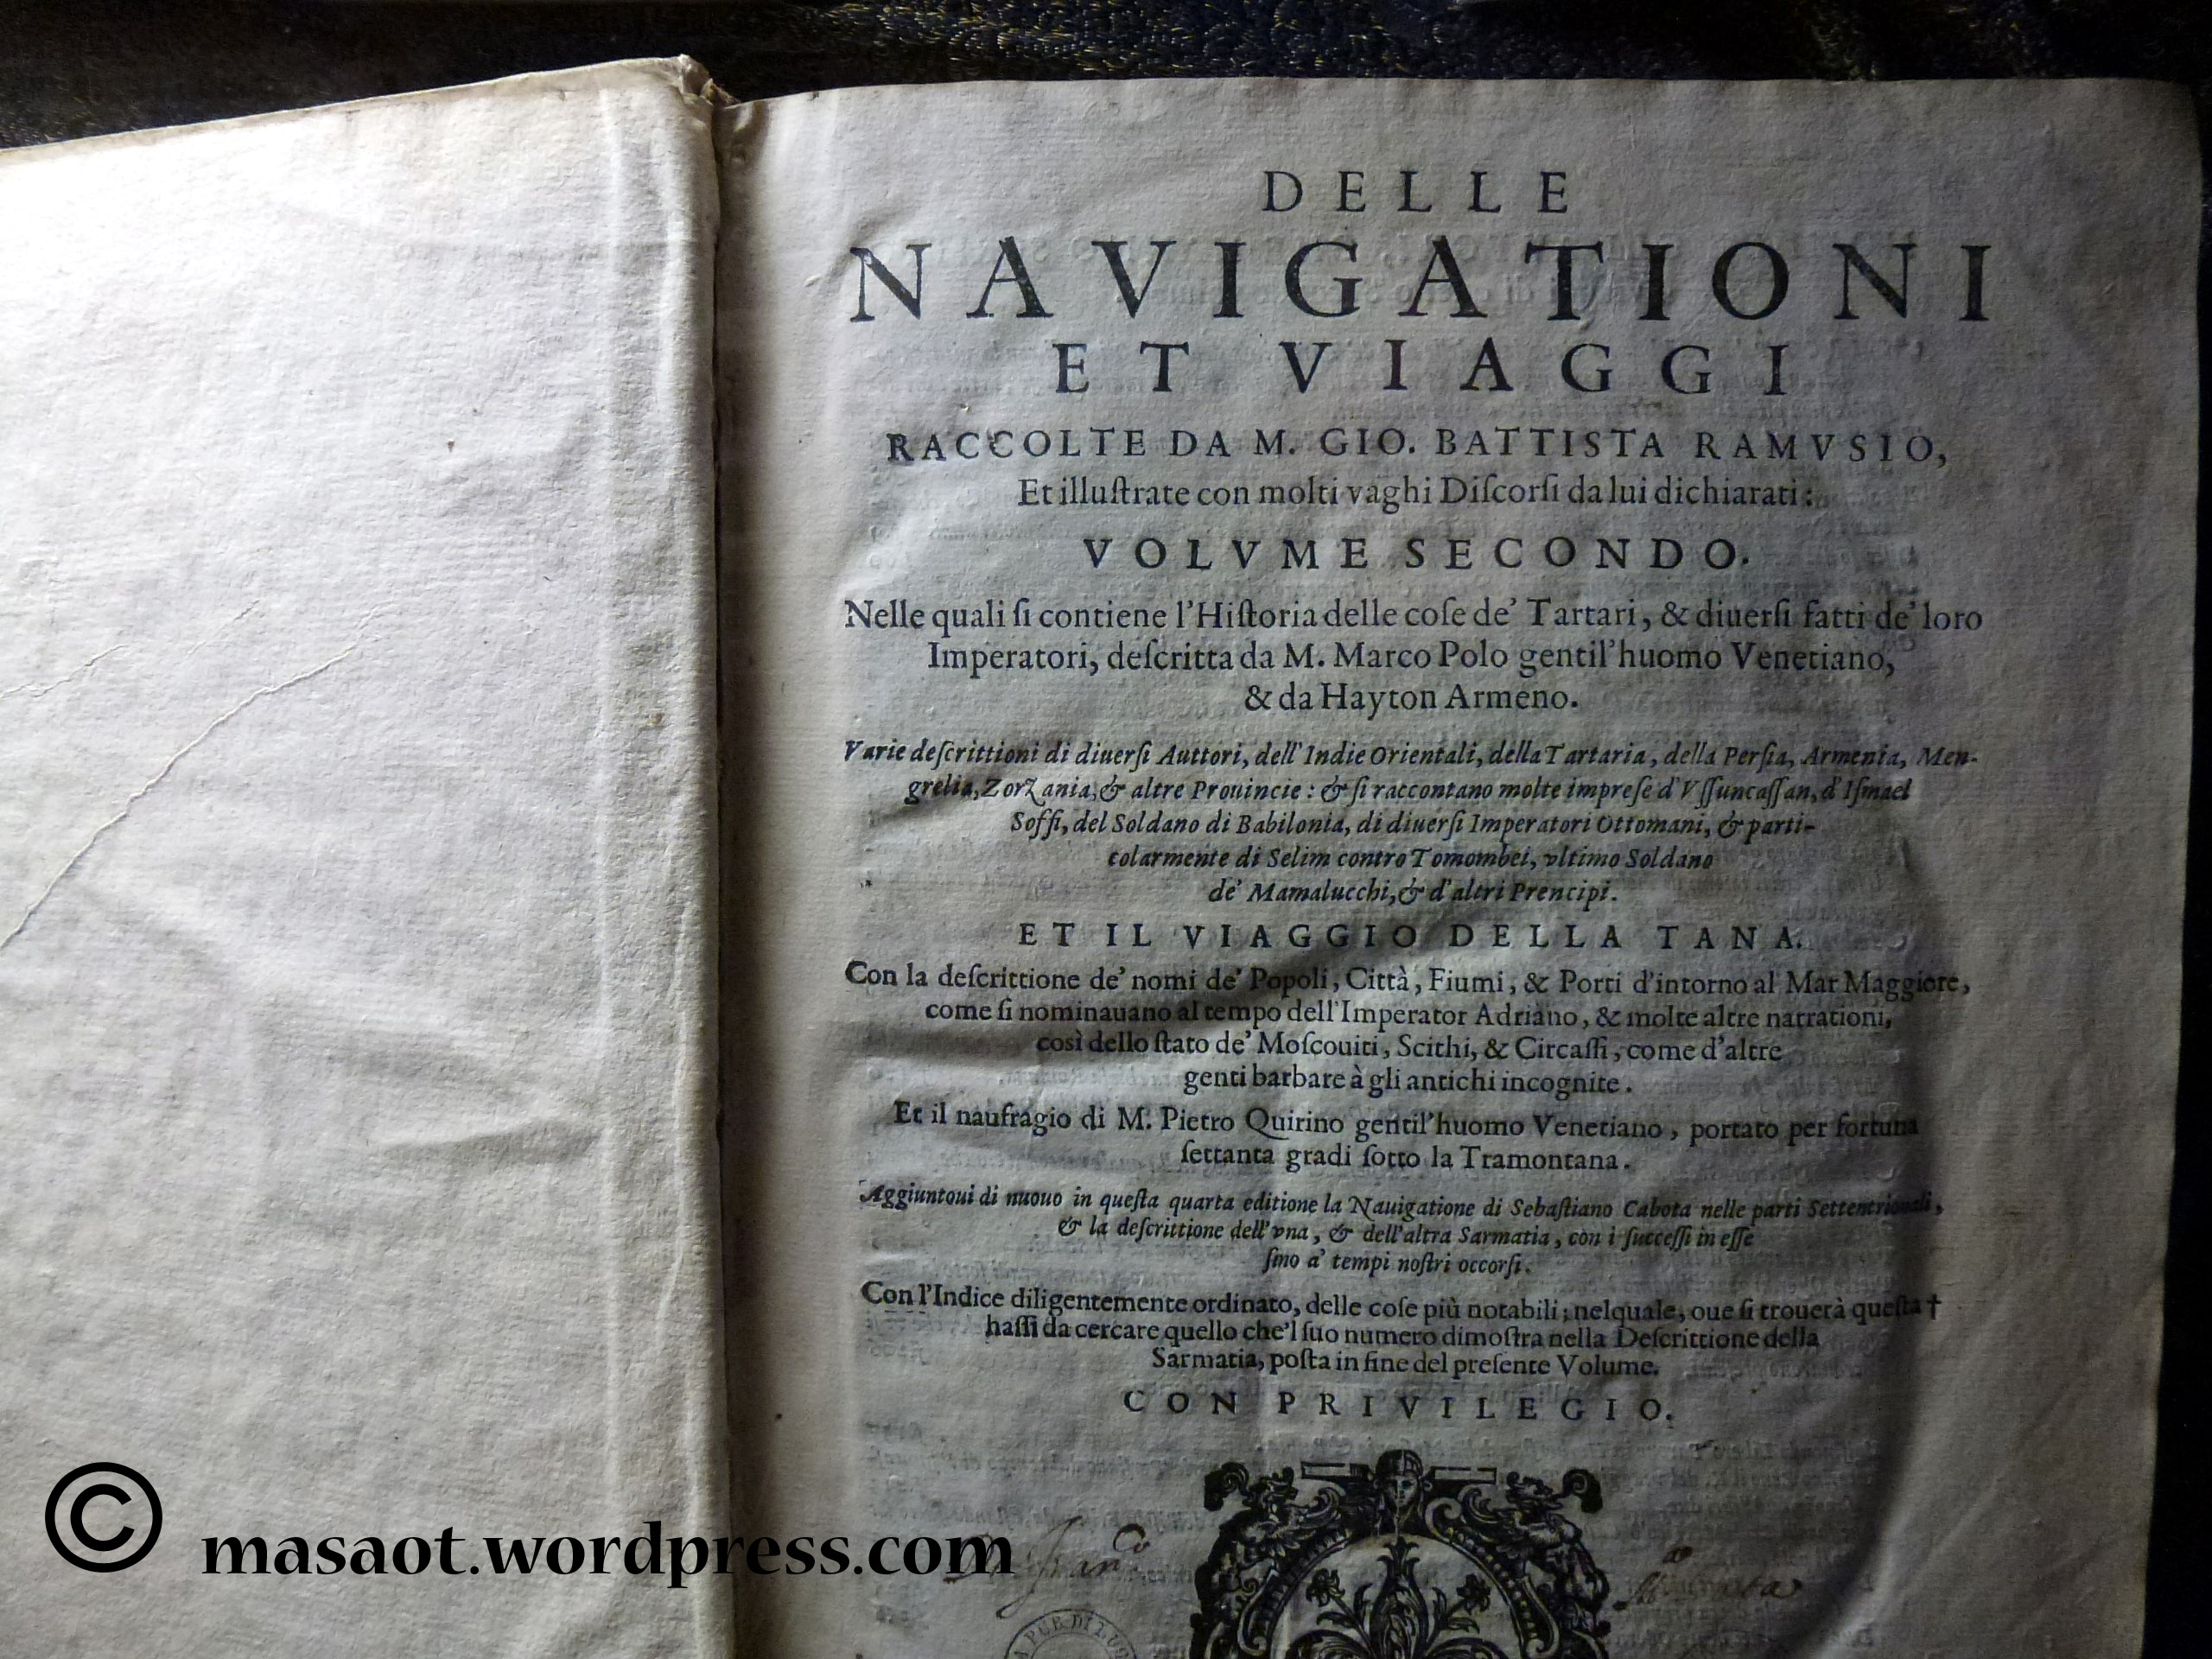 DELLE
NAVIGATIONI
ET VIAGGI
RACCOLTE DA M. GIO. BATTISTA RAMVSIO,
Et illuſtrate con molti vaghi Diſcorſi da lui dichiarati:
VOLVME SECONDO.
Nelle quali ſi contiene l'Hiſtoria delle coſe de' Tartari, & diuerſi fatti de' loro
Imperatori, deſcritta da M. Marco Polo gentil'huomo Venetiano,
& da Hayton Armeno.
Varie deſcrittioni di diuerſi Auttori, dell'Indie Orientali, della Tartaria, della Perſia, Armenia, Men-
grelia, Zorzania, & altre Prouincie: & ſi raccontano molte impreſe d'Vſſuncaſſan, d'Iſmael
Soffi, del Soldano di Babilonia, di diuerſi Imperatori Ottomani, & parti-
colarmente di Selim contro Tomombei, vltimo Soldano
de' Mamalucchi, & d'altri Prencipi.
ET IL VIAGGIO DELLA TANA.
Con la deſcrittione de' nomi de' Popoli, Città, Fiumi, & Porti d'intorno al Mar Maggiore,
come ſi nominauano al tempo dell'Imperator Adriano, & molte altre narrationi,
così dello ſtato de' Moſcouiti, Scithi, & Circaſſi, come d'altre
genti barbare à gli antichi incognite.
Et il naufragio di M. Pietro Quirino gentil'huomo Venetiano, portato per fortuna
ſettanta gradi ſotto la Tramontana.
Aggiuntoui di nuouo in queſta quarta editione la Nauigatione di Sebaſtiano Cabota nelle parti Settentrionali,
& la deſcrittione dell'vna, & dell'altra Sarmatia, con i ſucceſſi in eſſe
ſino a' tempi noſtri occorſi.
Con l'Indice diligentemente ordinato, delle coſe più notabili; nel quale, oue ſi trouerà queſta †
haſſi da cercare quello che'l ſuo numero dimoſtra nella Deſcrittione della
Sarmatia, poſta in fine del preſente Volume.
CON PRIVILEGIO.
© masaot.wordpress.com
PUB. DI LUG